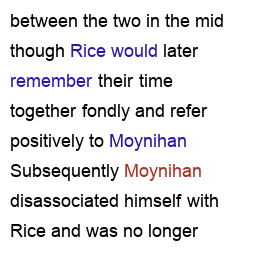 between the two in the mid
though Rice would later
remember their time
together fondly and refer
positively to Moynihan
Subsequently Moynihan
disassociated himself with
Rice and was no longer